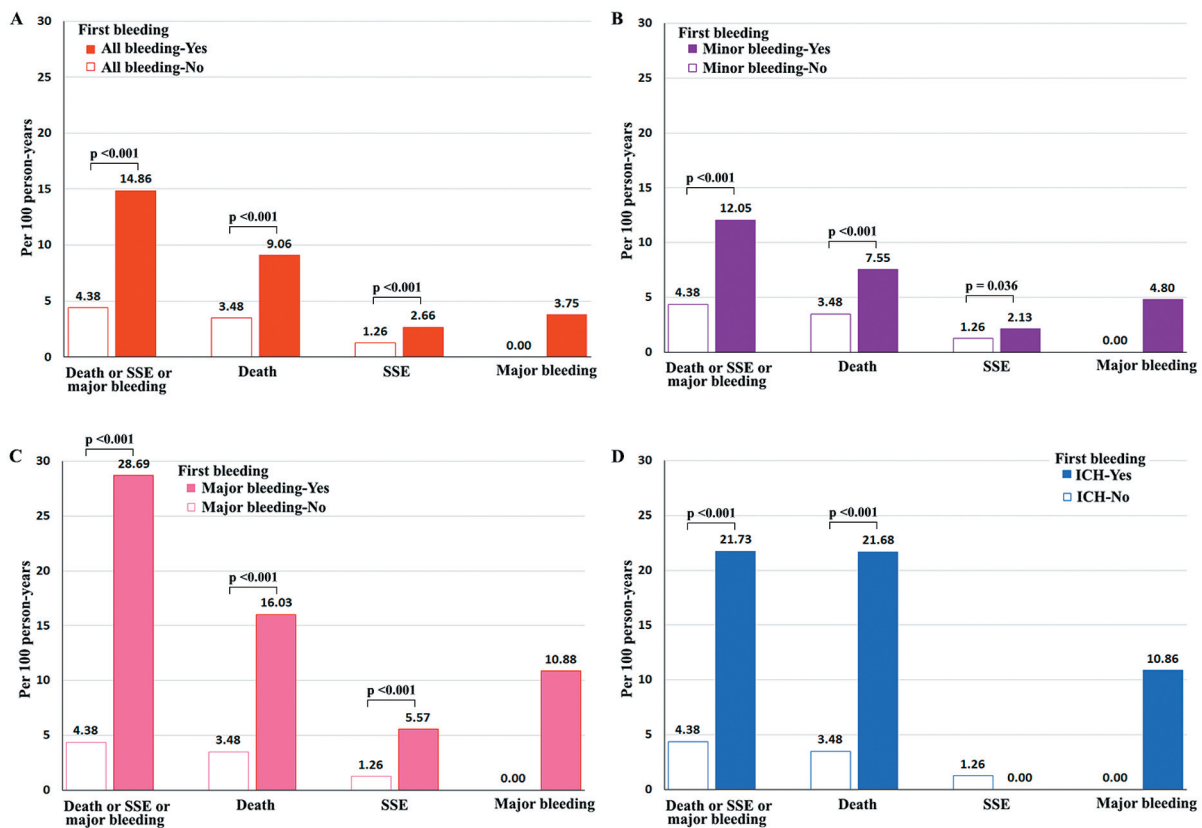 A
First bleeding
All bleeding-Yes
All bleeding-No
Per 100 person-years
30
25
20
15
10
5
0
p <0.001
14.86
4.38
p <0.001
9.06
3.48
p <0.001
2.66
1.26
3.75
0.00
Death or SSE or
major bleeding
Death
SSE
Major bleeding
B
First bleeding
Minor bleeding-Yes
Minor bleeding-No
Per 100 person-years
30
25
20
15
10
5
0
p <0.001
12.05
4.38
p <0.001
7.55
3.48
p = 0.036
2.13
1.26
4.80
0.00
Death or SSE or
major bleeding
Death
SSE
Major bleeding
C
First bleeding
Major bleeding-Yes
Major bleeding-No
Per 100 person-years
30
25
20
15
10
5
0
p <0.001
28.69
4.38
p <0.001
16.03
3.48
p <0.001
5.57
1.26
10.88
0.00
Death or SSE or
major bleeding
Death
SSE
Major bleeding
D
First bleeding
ICH-Yes
ICH-No
Per 100 person-years
30
25
20
15
10
5
0
p <0.001
21.73
4.38
p <0.001
21.68
3.48
1.26
0.00
0.00
10.86
Death or SSE or
major bleeding
Death
SSE
Major bleeding